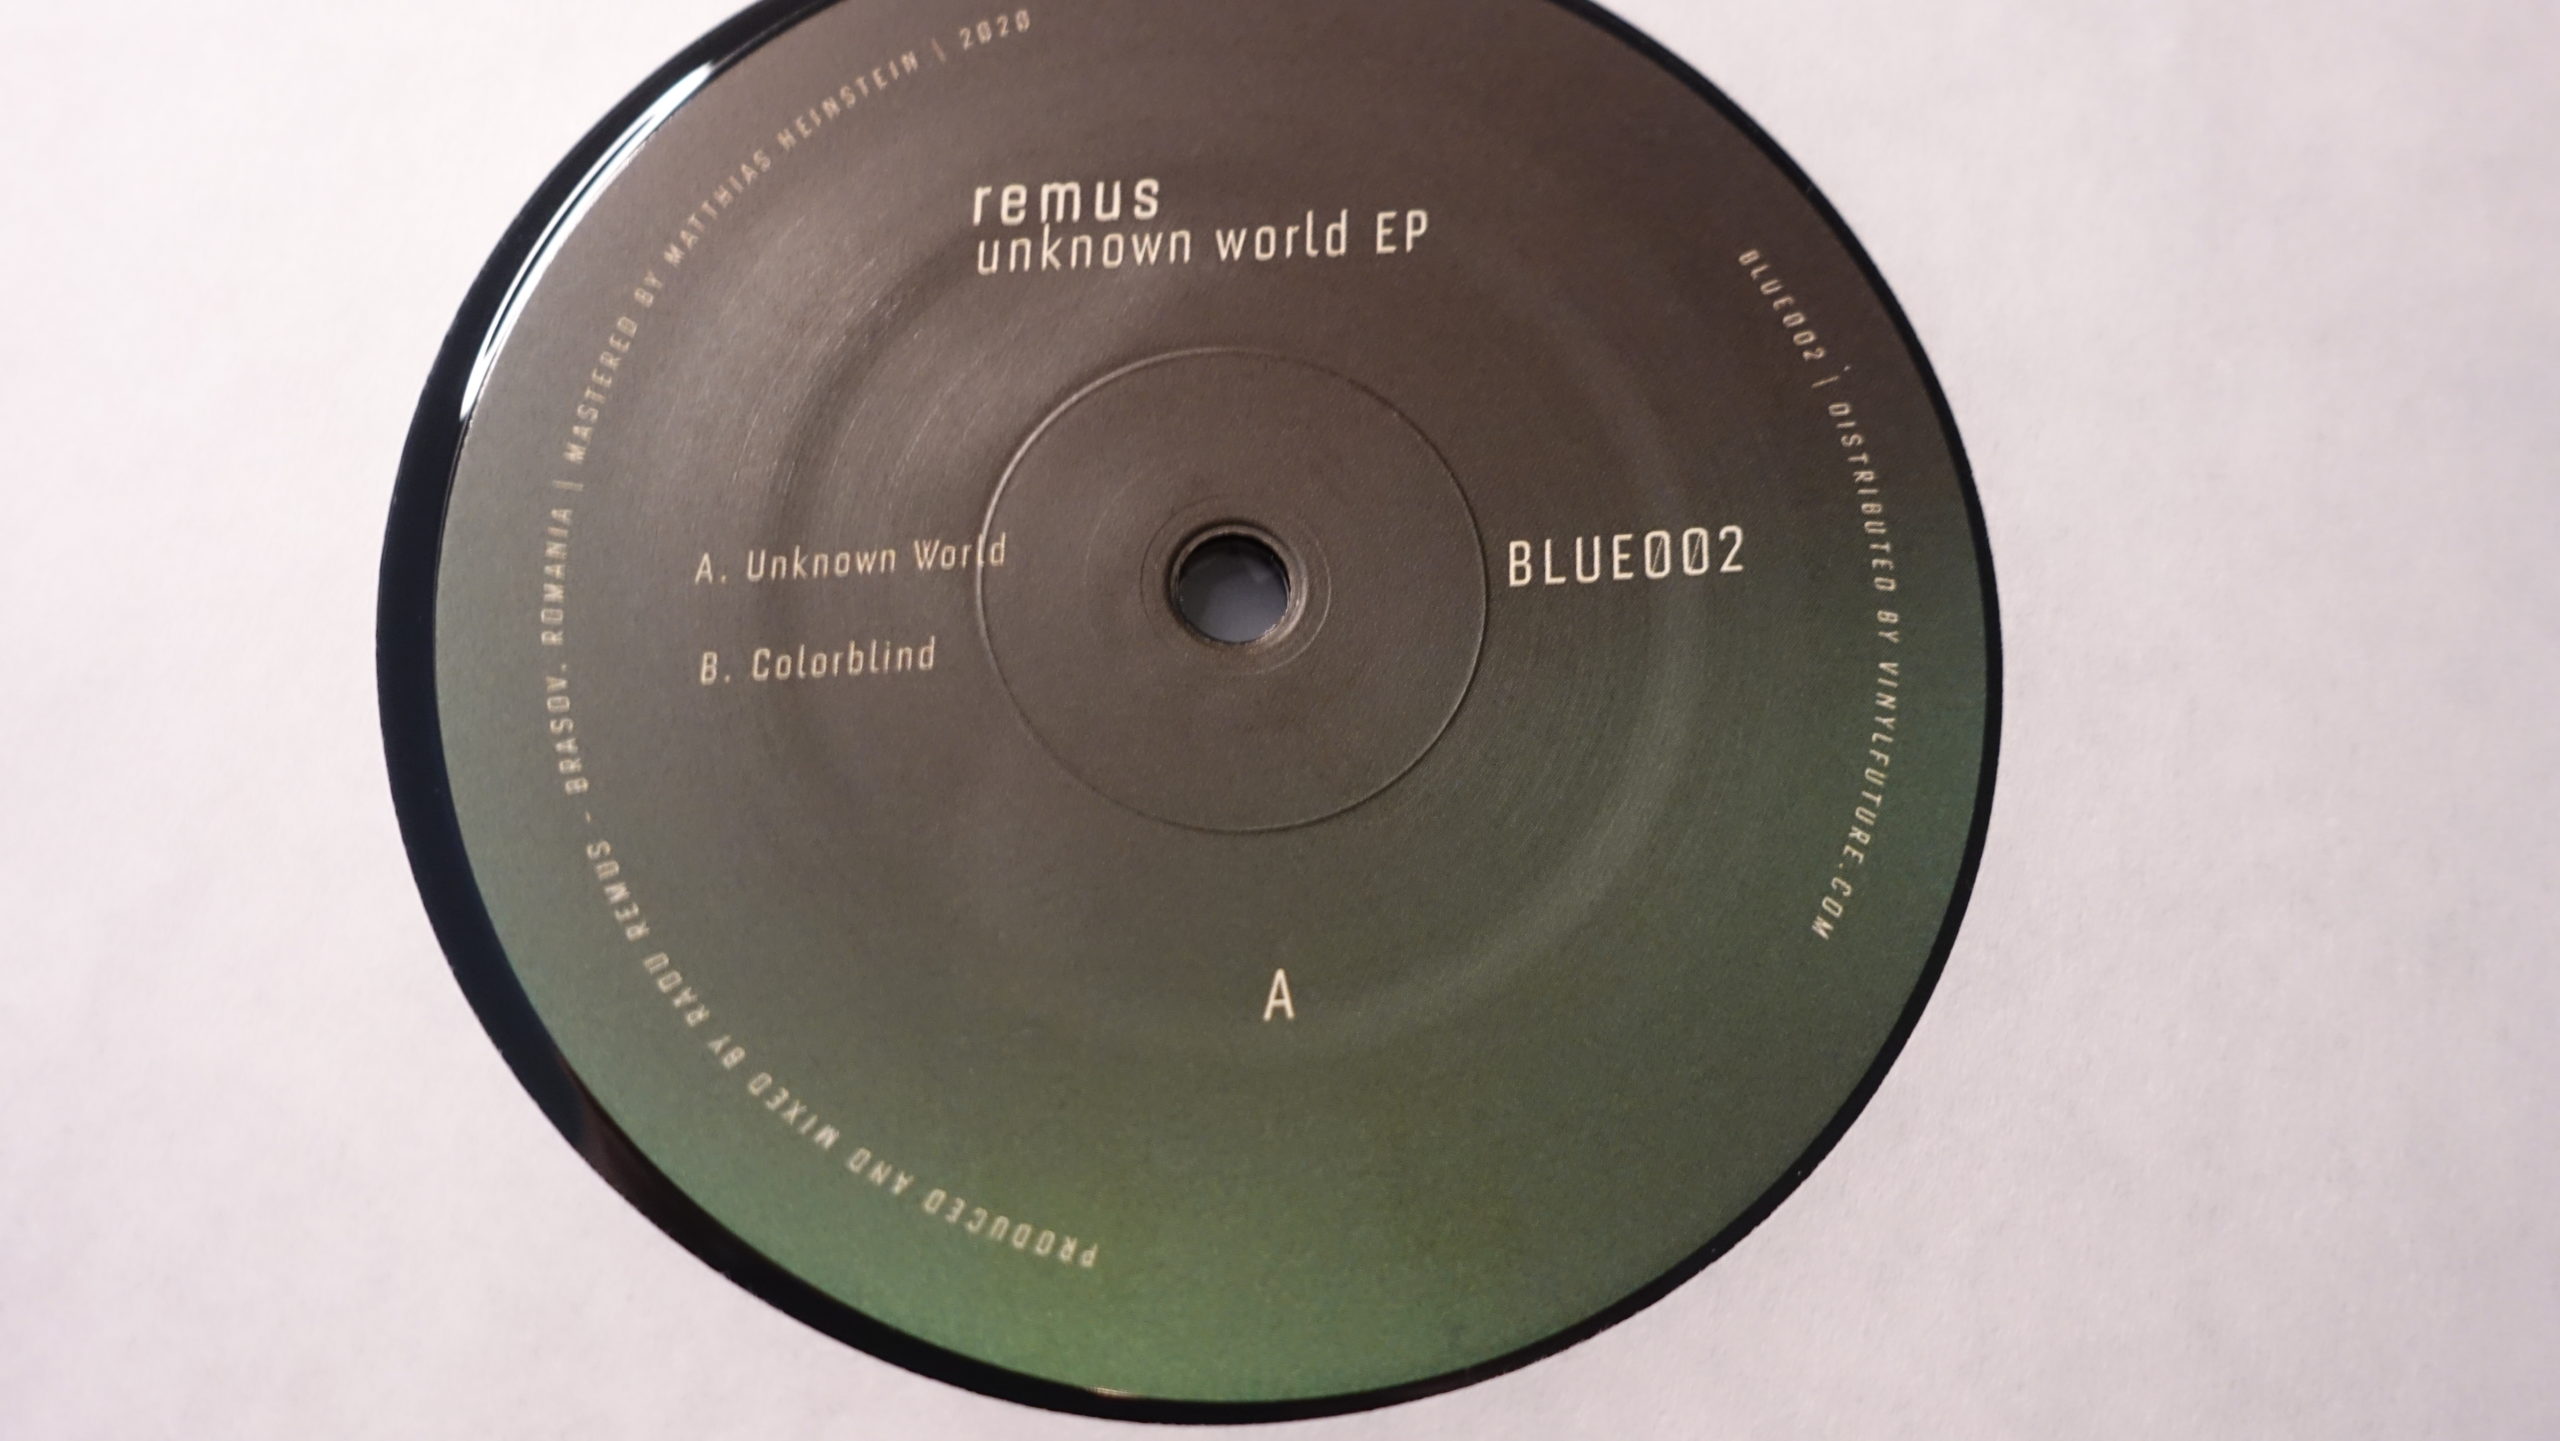 remus
unknown world EP
A. Unknown World
B. Colorblind
BLUE002
A
PRODUCED AND MIXED BY RADU REMUS - BRASOV, ROMANIA | MASTERED BY MATTHIAS HEINSTEIN | 2020
BLUE002 | DISTRIBUTED BY VINYLFUTURE.COM